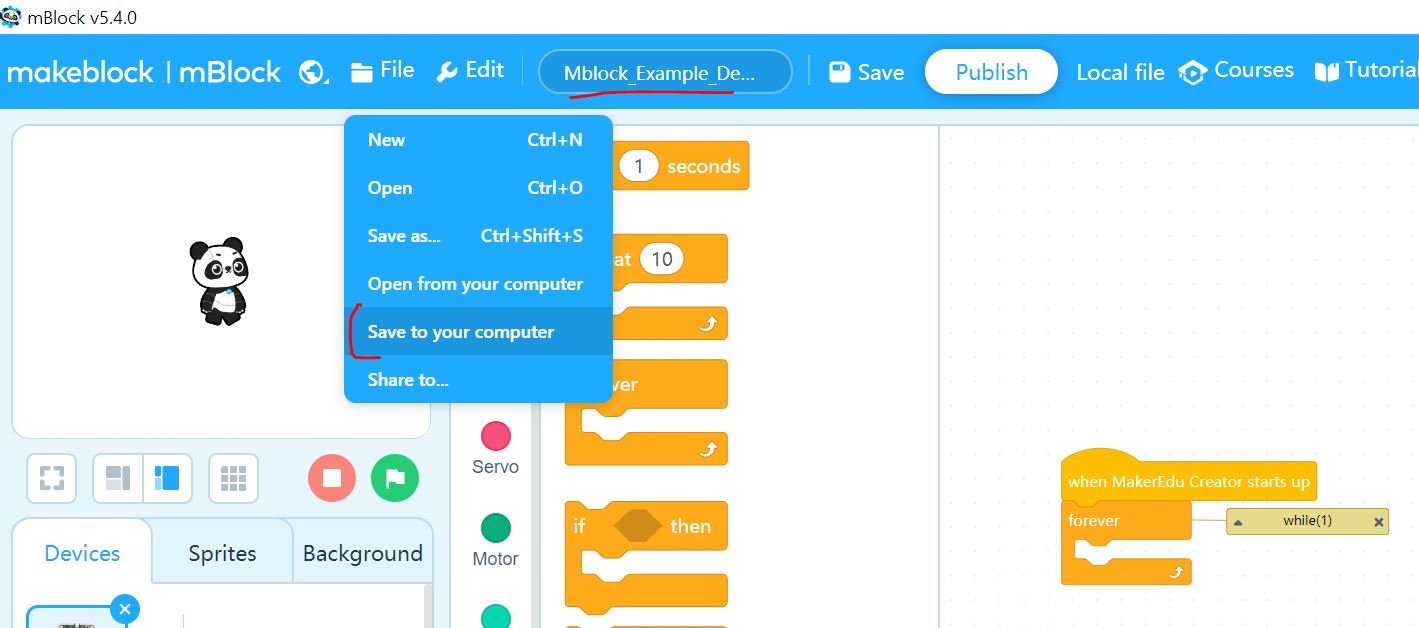 mBlock v5.4.0
makeblock | mBlock File Edit Mblock_Example_De... Save Publish Local file Courses Tutorial
New Ctrl+N
Open Ctrl+O
Save as... Ctrl+Shift+S
Open from your computer
Save to your computer
Share to...
1 seconds
10
Servo
Motor
if then
when MakerEdu Creator starts up
forever
while(1)
Devices Sprites Background